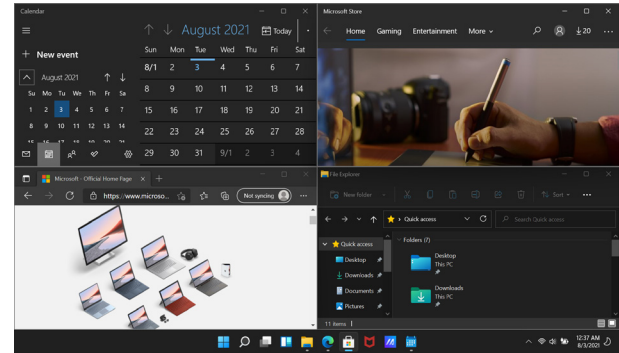 Calendar
August 2021
Today
New event
August 2021
Su Mo Tu We Th Fr Sa
1 2 3 4 5 6 7
8 9 10 11 12 13 14
Sun Mon Tue Wed Thu Fri Sat
8/1 2 3 4 5 6 7
8 9 10 11 12 13 14
15 16 17 18 19 20 21
22 23 24 25 26 27 28
29 30 31 9/1 2 3 4
Microsoft Store
Home Gaming Entertainment More
20
Microsoft - Official Home Page
https://www.microso...
Not syncing
File Explorer
New folder
Sort
Quick access
Search Quick access
Quick access
Desktop
Downloads
Documents
Pictures
Folders (7)
Desktop
This PC
Downloads
This PC
11 items
12:37 AM
8/3/2021